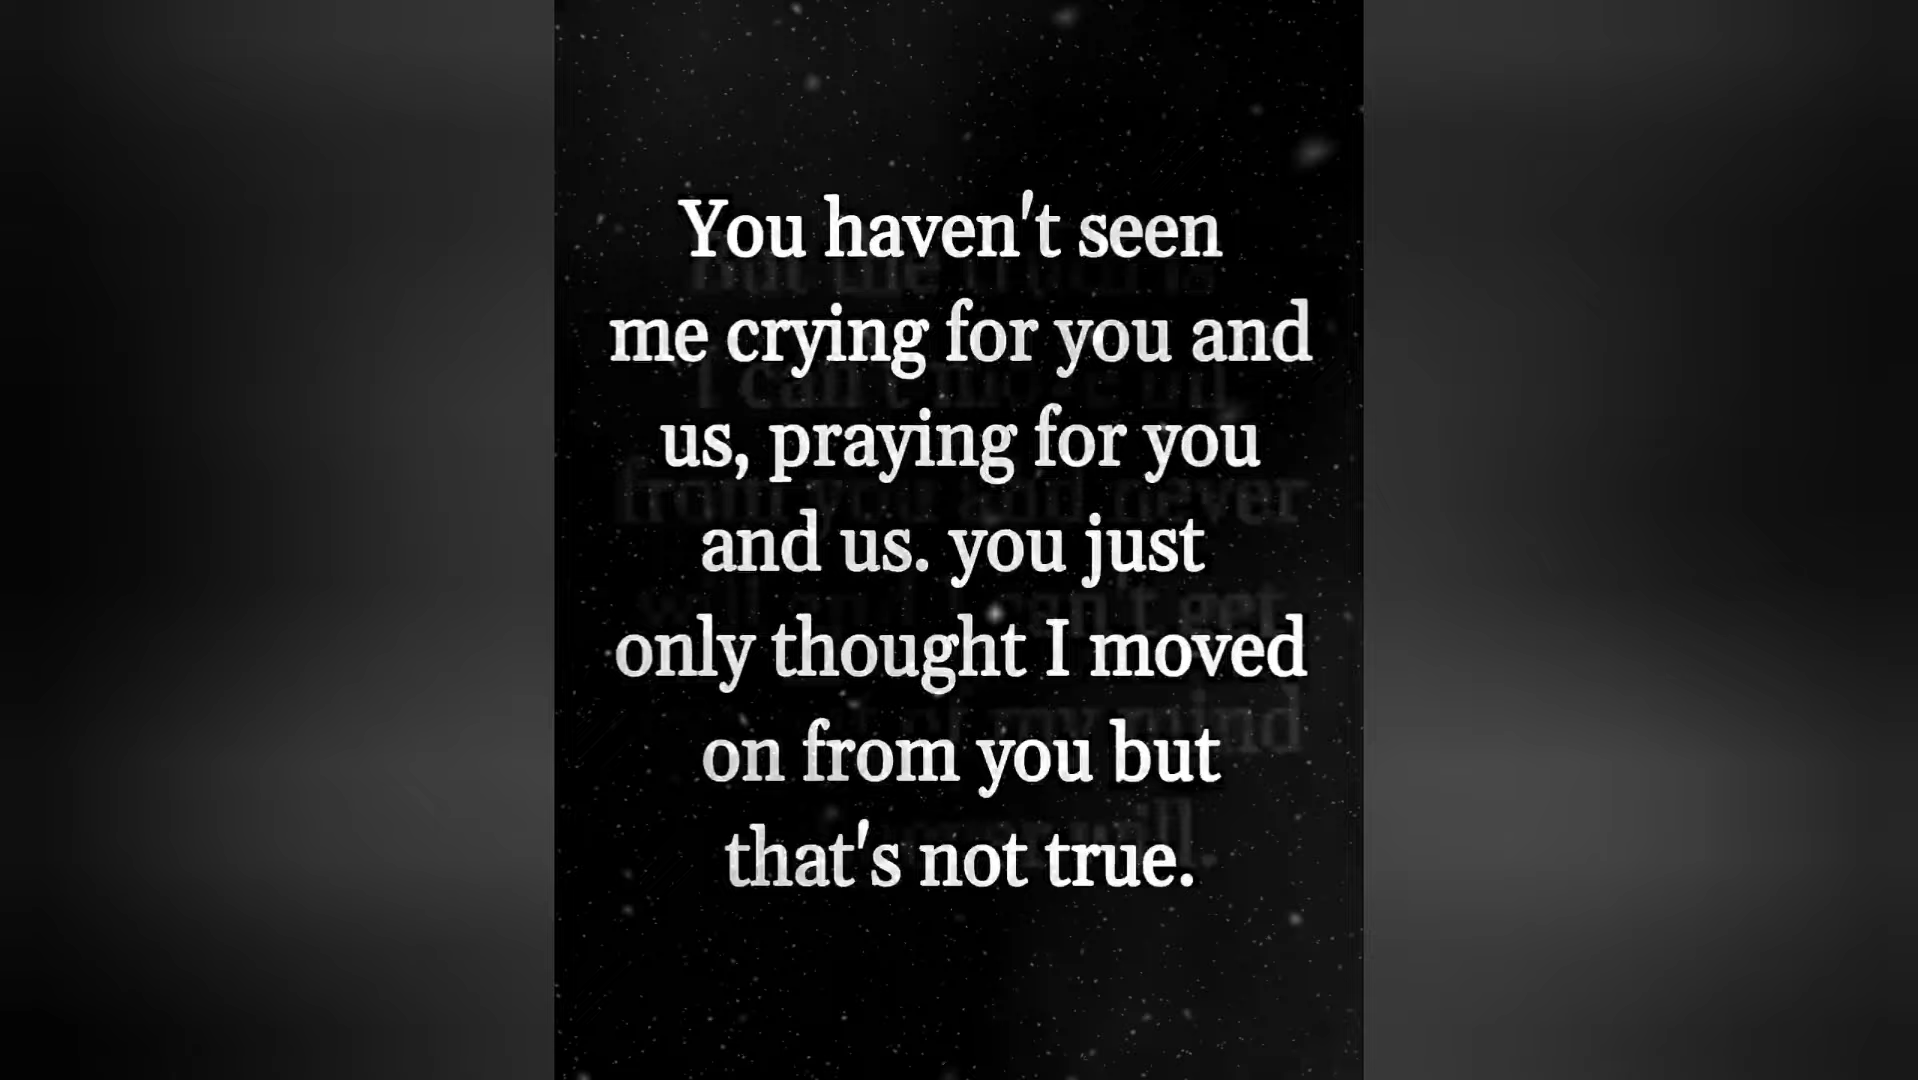 You haven't seen
me crying for you and
us, praying for you
and us. you just
only thought I moved
on from you but
that's not true.